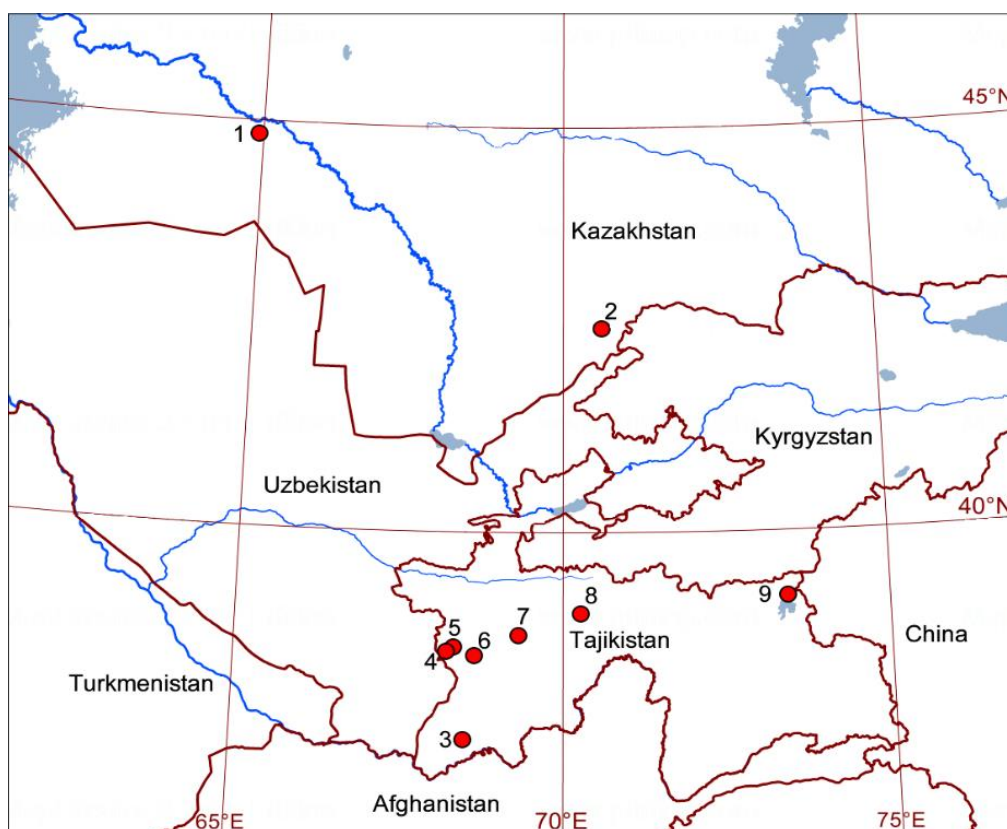 45°N
1
Kazakhstan
2
Kyrgyzstan
Uzbekistan
40°N
9
8
7
5
6
4
Tajikistan
China
Turkmenistan
3
Afghanistan
65°E
70°E
75°E